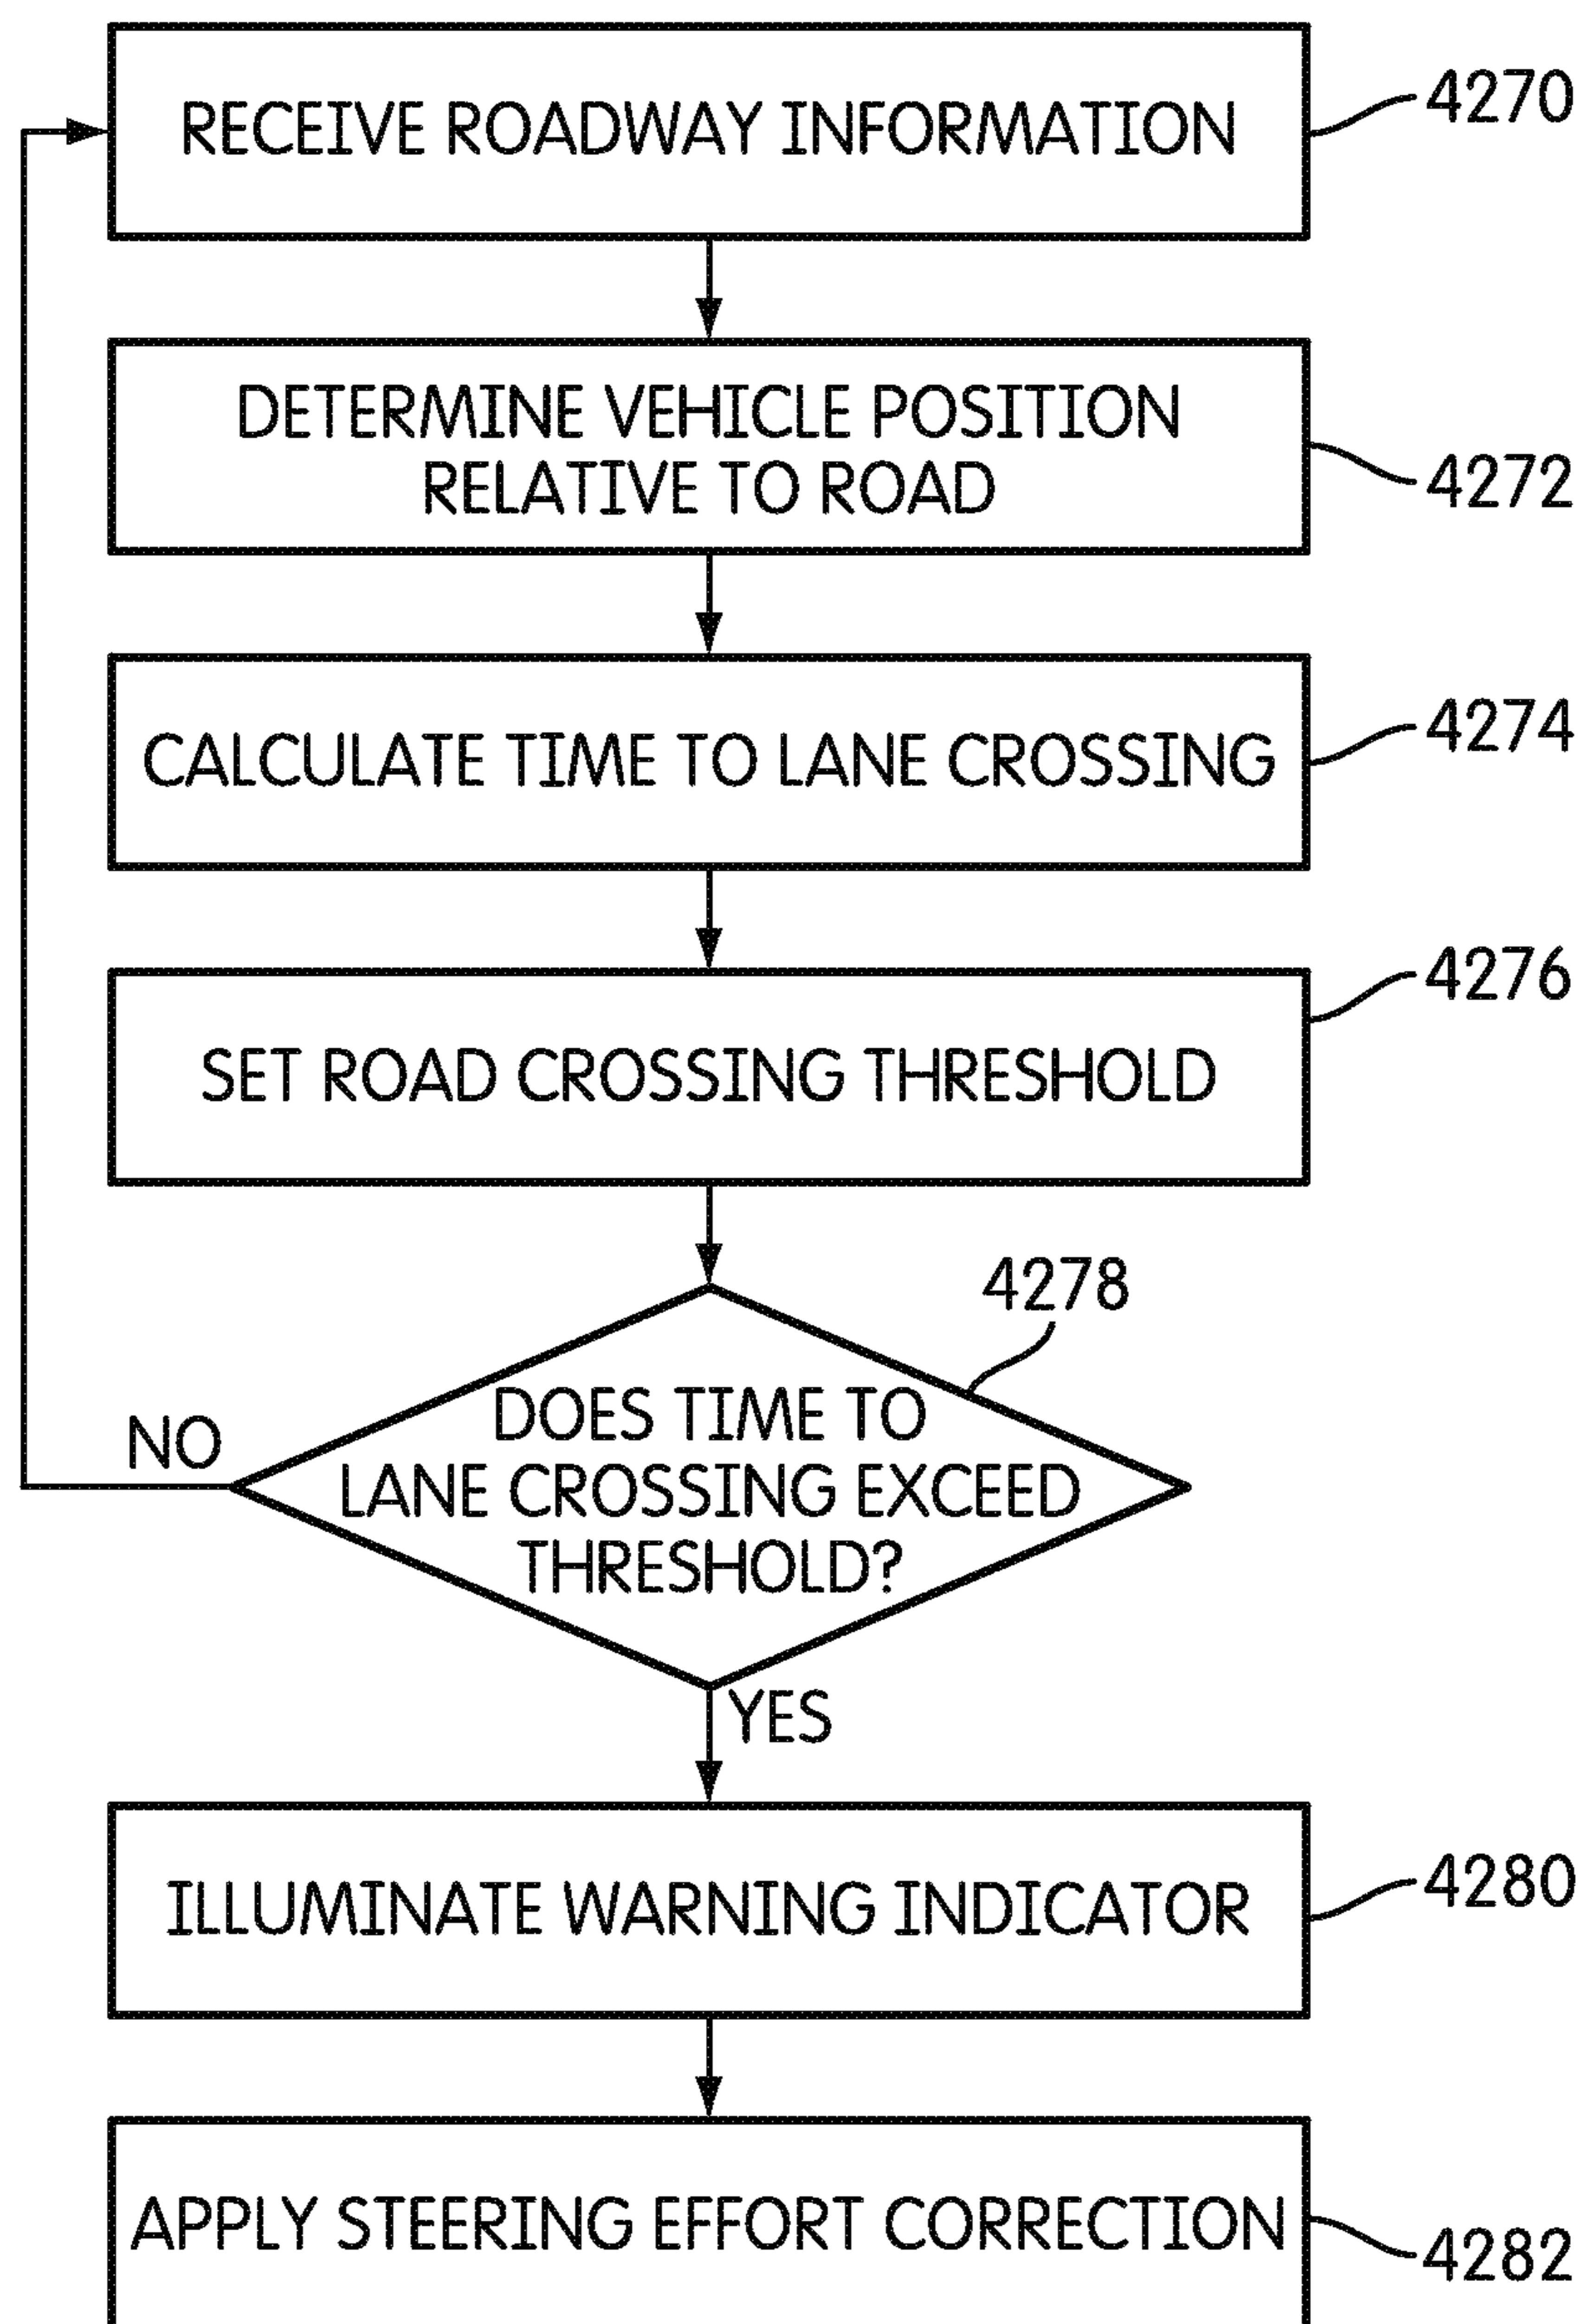 RECEIVE ROADWAY INFORMATION
4270
DETERMINE VEHICLE POSITION
RELATIVE TO ROAD
4272
CALCULATE TIME TO LANE CROSSING
4274
SET ROAD CROSSING THRESHOLD
4276
4278
DOES TIME TO
LANE CROSSING EXCEED
THRESHOLD?
NO
YES
ILLUMINATE WARNING INDICATOR
4280
APPLY STEERING EFFORT CORRECTION
4282